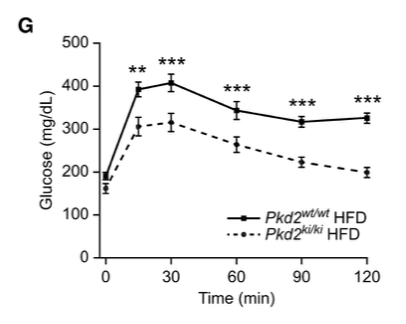 G
500
400
300
200
100
0
Glucose (mg/dL)
** *** *** *** ***
Pkd2wt/wt HFD
Pkd2ki/ki HFD
0 30 60 90 120
Time (min)